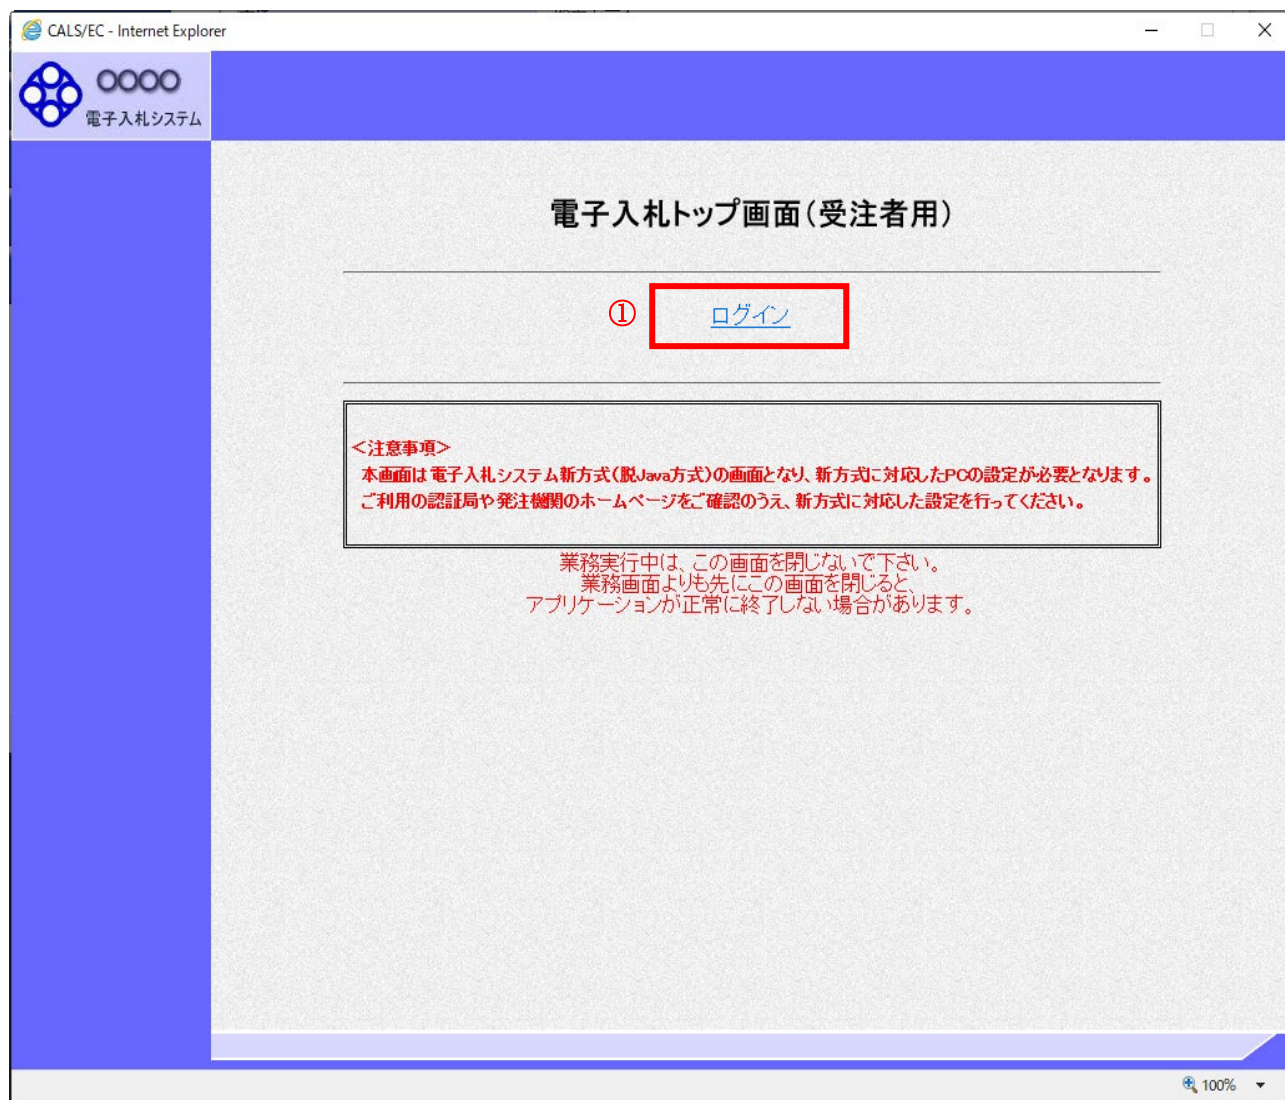 CALS/EC - Internet Explorer
○○○○
電子入札システム
電子入札トップ画面(受注者用)
① ログイン
<注意事項>
本画面は電子入札システム新方式(脱Java方式)の画面となり、新方式に対応したPCの設定が必要となります。
ご利用の認証局や発注機関のホームページをご確認のうえ、新方式に対応した設定を行ってください。
業務実行中は、この画面を閉じないで下さい。
業務画面よりも先にこの画面を閉じると、
アプリケーションが正常に終了しない場合があります。
100%